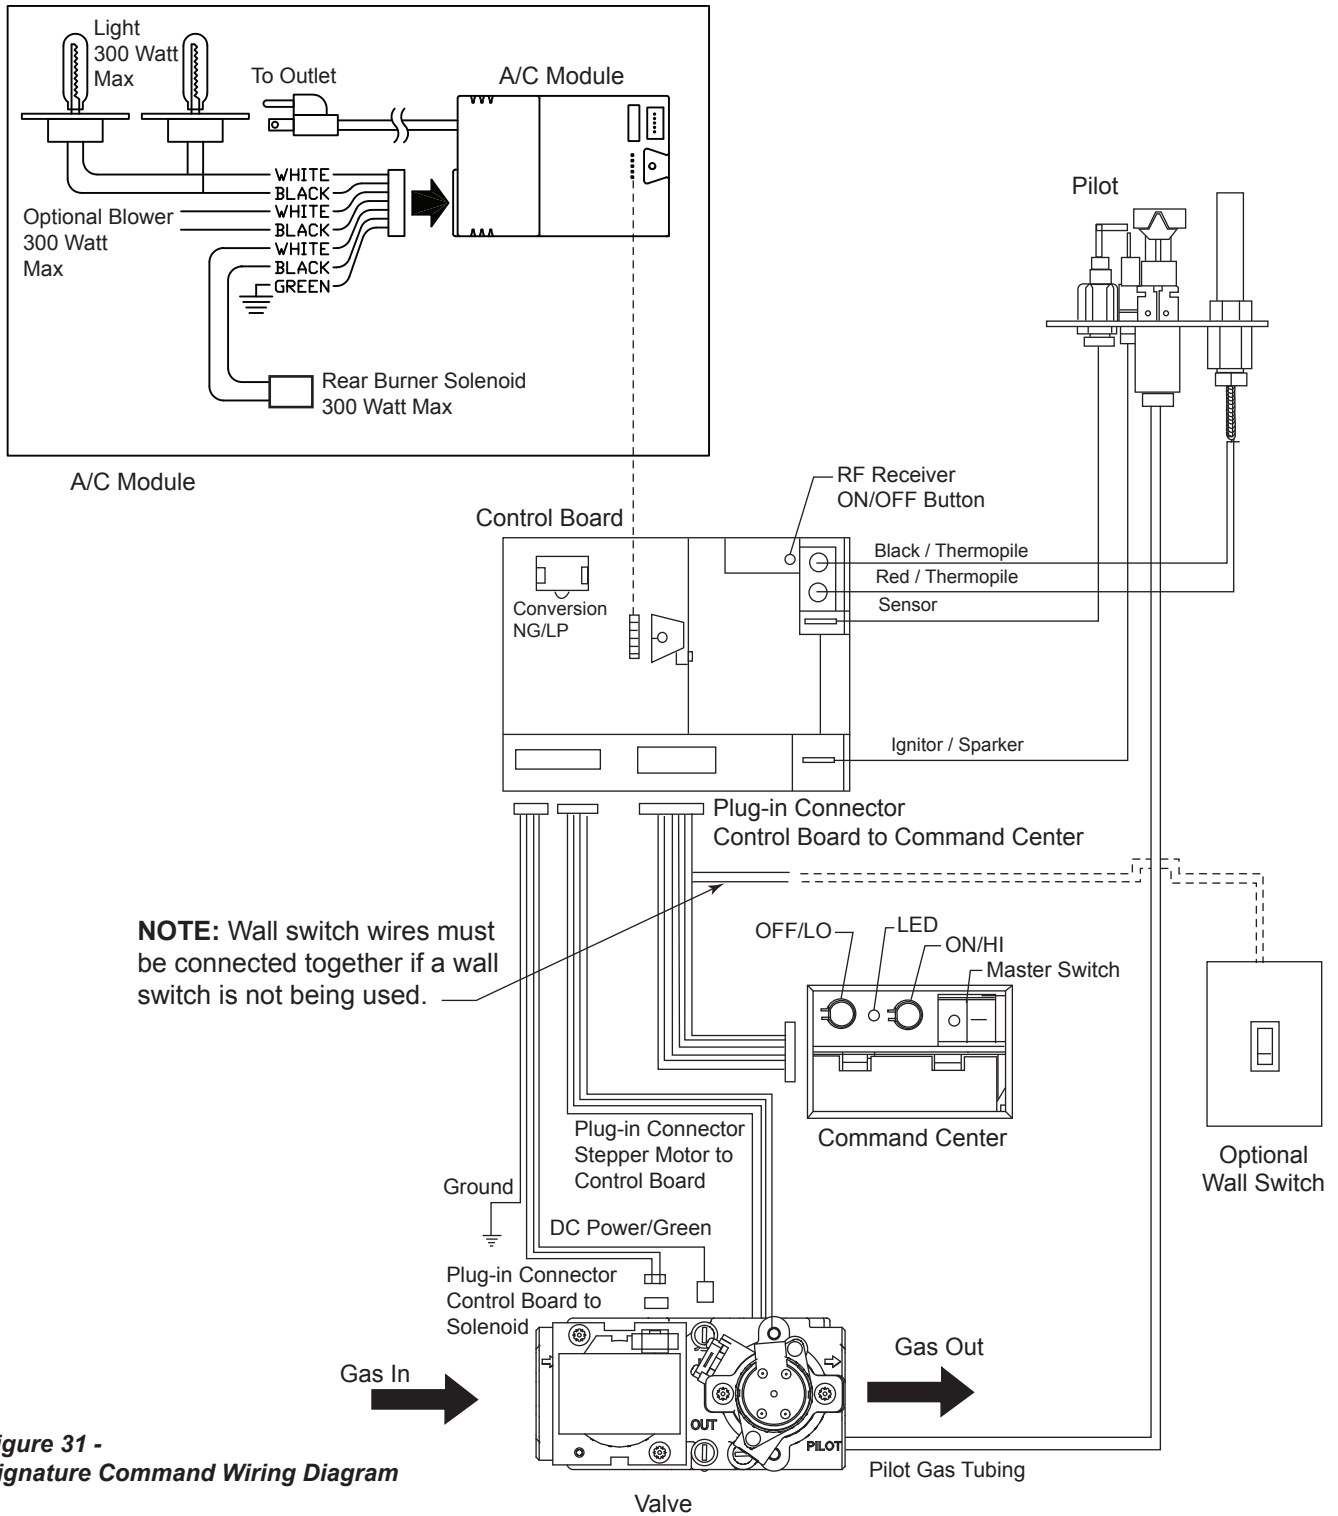 Light
300 Watt
Max
To Outlet
A/C Module
WHITE
BLACK
WHITE
BLACK
WHITE
BLACK
GREEN
Optional Blower
300 Watt
Max
Rear Burner Solenoid
300 Watt Max
A/C Module
Pilot
RF Receiver
ON/OFF Button
Control Board
Black / Thermopile
Red / Thermopile
Sensor
Conversion
NG/LP
Ignitor / Sparker
Plug-in Connector
Control Board to Command Center
NOTE: Wall switch wires must
be connected together if a wall
switch is not being used.
OFF/LO
LED
ON/HI
Master Switch
Command Center
Optional
Wall Switch
Plug-in Connector
Stepper Motor to
Control Board
Ground
DC Power/Green
Plug-in Connector
Control Board to
Solenoid
Gas In
Gas Out
OUT
PILOT
Pilot Gas Tubing
Valve
igure 31 -
ignature Command Wiring Diagram